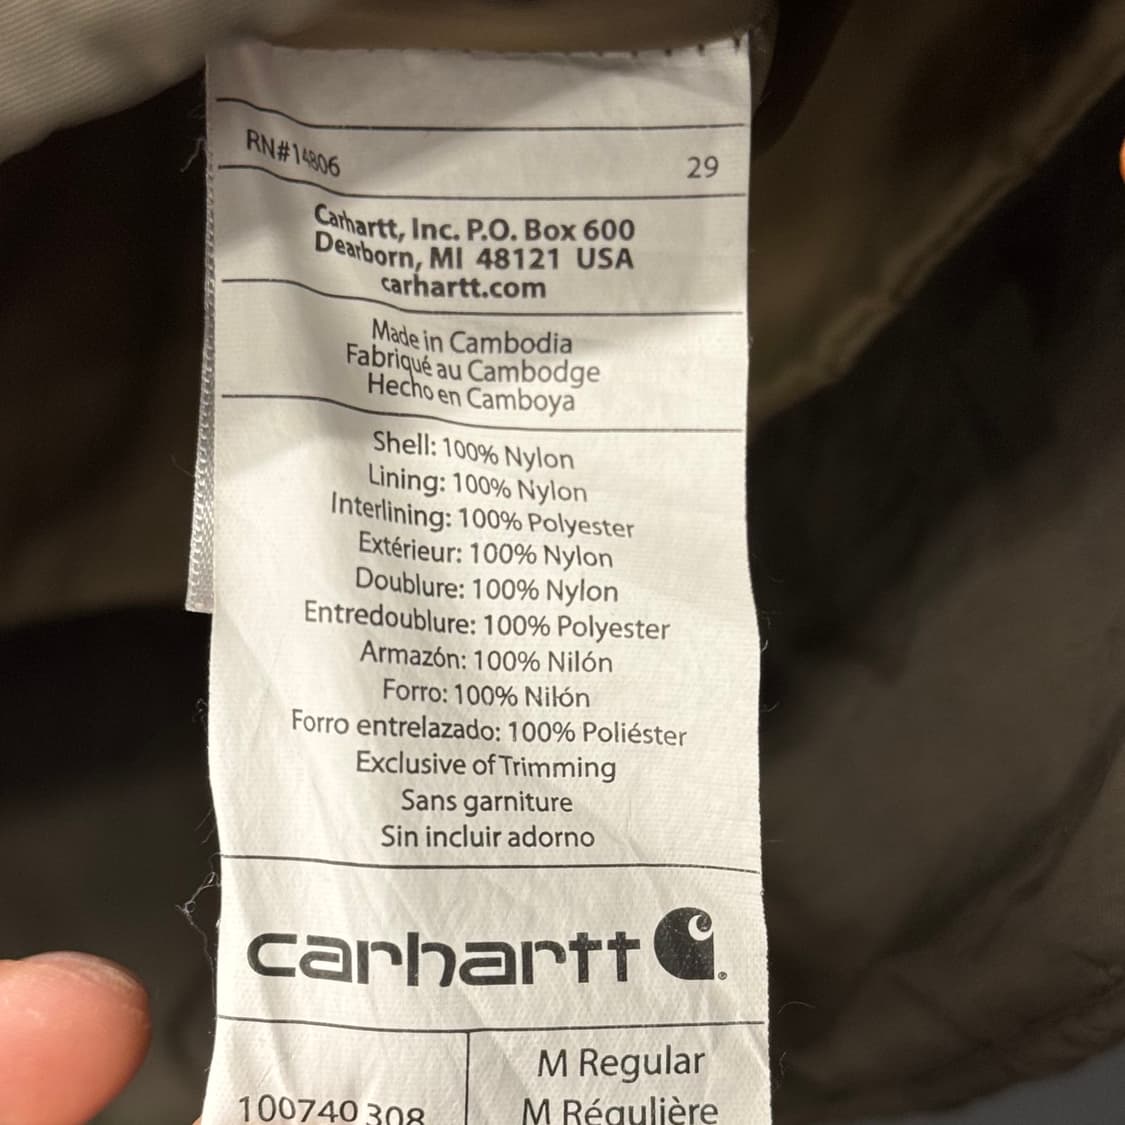 RN#14806 29
Carhartt, Inc. P.O. Box 600
Dearborn, MI 48121 USA
carhartt.com
Made in Cambodia
Fabriqué au Cambodge
Hecho en Camboya
Shell: 100% Nylon
Lining: 100% Nylon
Interlining: 100% Polyester
Extérieur: 100% Nylon
Doublure: 100% Nylon
Entredoublure: 100% Polyester
Armazón: 100% Nilón
Forro: 100% Nilón
Forro entrelazado: 100% Poliéster
Exclusive of Trimming
Sans garniture
Sin incluir adorno
carhartt ®
M Regular
100740 308 M Régulière